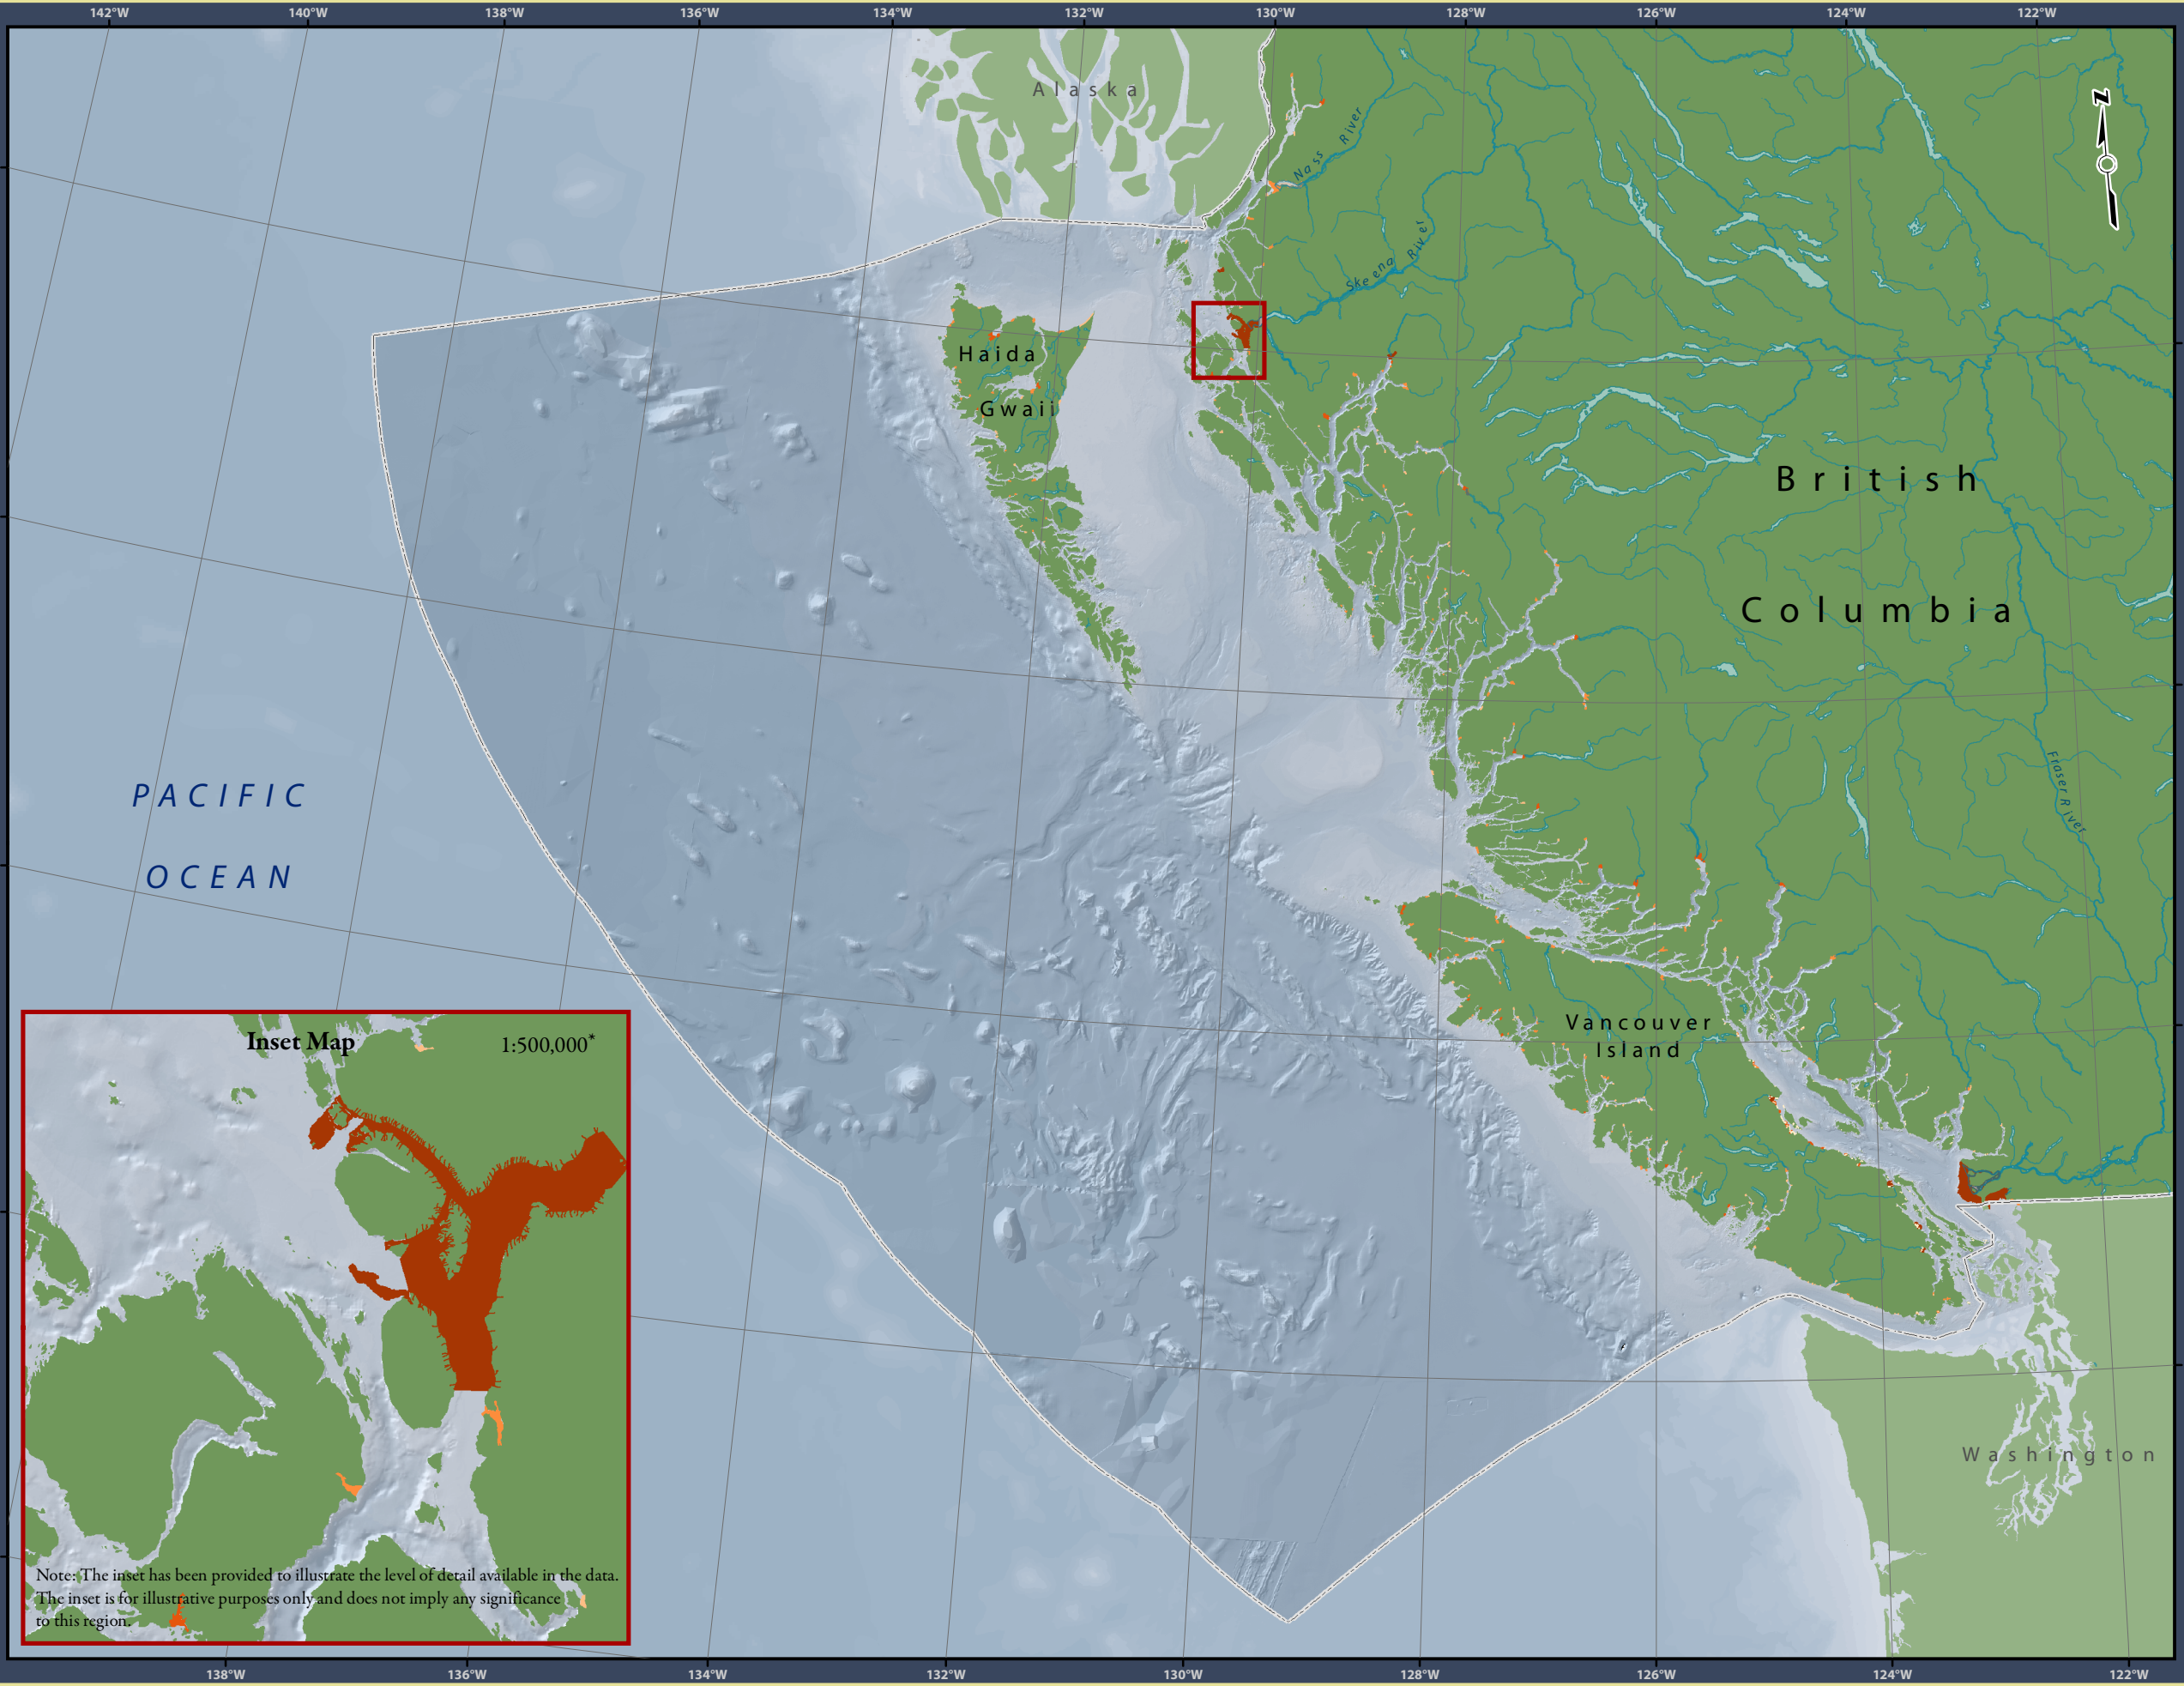 142°W 140°W 138°W 136°W 134°W 132°W 130°W 128°W 126°W 124°W 122°W
Alaska
N
Nass River
Skeena River
Haida
Gwaii
British
Columbia
PACIFIC
OCEAN
Fraser River
Vancouver
Island
Inset Map
1:500,000*
Washington
Note: The inset has been provided to illustrate the level of detail available in the data.
The inset is for illustrative purposes only and does not imply any significance
to this region.
138°W 136°W 134°W 132°W 130°W 128°W 126°W 124°W 122°W